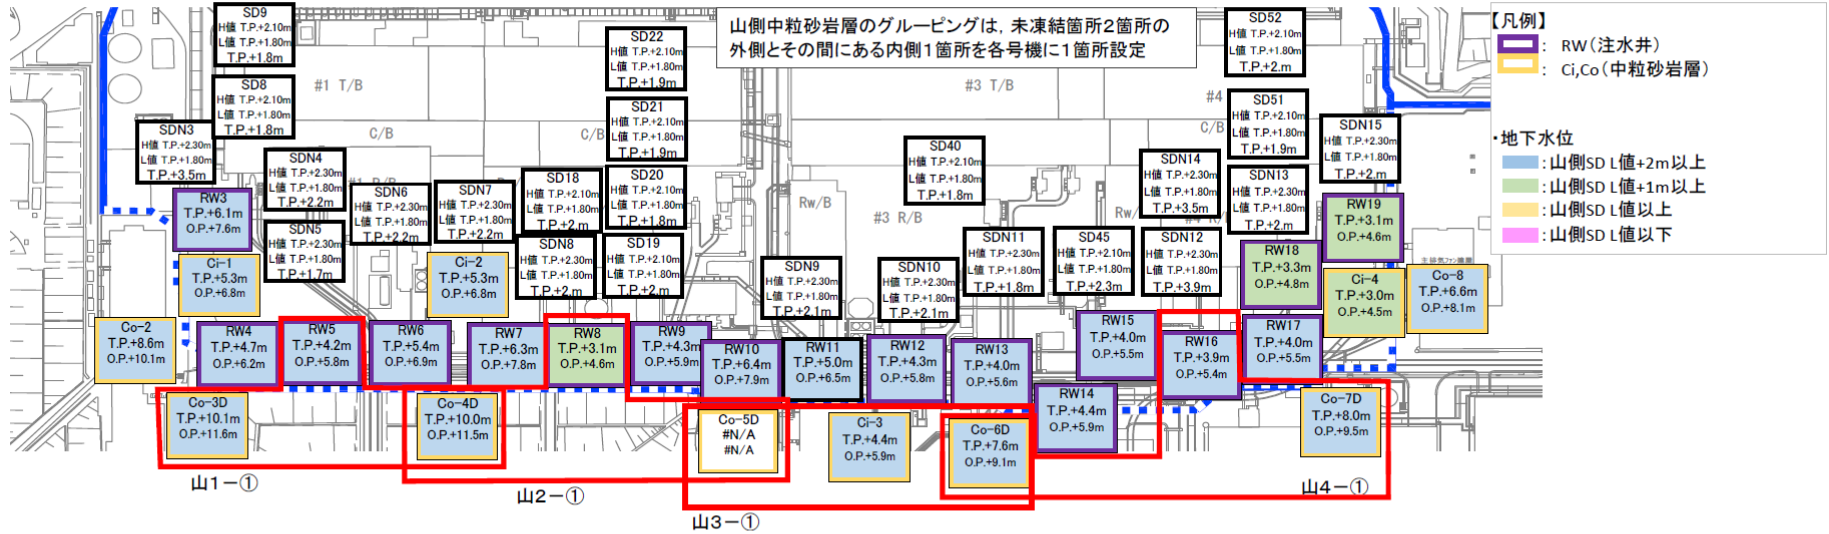 山側中粒砂岩層のグルーピングは, 未凍結箇所2箇所の
外側とその間にある内側1箇所を各号機に1箇所設定
【凡例】
: RW(注水井)
: Ci,Co(中粒砂岩層)
・地下水位
: 山側SD L値+2m以上
: 山側SD L値+1m以上
: 山側SD L値以上
: 山側SD L値以下
SD9
H値 T.P.+2.10m
L値 T.P.+1.80m
T.P.+1.8m
SD8
H値 T.P.+2.10m
L値 T.P.+1.80m
T.P.+1.8m
SDN3
H値 T.P.+2.30m
L値 T.P.+1.80m
T.P.+3.5m
SDN4
H値 T.P.+2.30m
L値 T.P.+1.80m
T.P.+2.2m
SDN5
H値 T.P.+2.30m
L値 T.P.+1.80m
T.P.+1.7m
SDN6
H値 T.P.+2.30m
L値 T.P.+1.80m
T.P.+2.2m
SDN7
H値 T.P.+2.30m
L値 T.P.+1.80m
T.P.+2.2m
SD18
H値 T.P.+2.10m
L値 T.P.+1.80m
T.P.+2.m
SDN8
H値 T.P.+2.30m
L値 T.P.+1.80m
T.P.+2.m
SD22
H値 T.P.+2.10m
L値 T.P.+1.80m
T.P.+1.9m
SD21
H値 T.P.+2.10m
L値 T.P.+1.80m
T.P.+1.9m
SD20
H値 T.P.+2.10m
L値 T.P.+1.80m
T.P.+1.8m
SD19
H値 T.P.+2.10m
L値 T.P.+1.80m
T.P.+2.m
SDN9
H値 T.P.+2.30m
L値 T.P.+1.80m
T.P.+2.1m
SD40
H値 T.P.+2.10m
L値 T.P.+1.80m
T.P.+1.8m
SDN10
H値 T.P.+2.30m
L値 T.P.+1.80m
T.P.+2.1m
SDN11
H値 T.P.+2.30m
L値 T.P.+1.80m
T.P.+1.8m
SD45
H値 T.P.+2.10m
L値 T.P.+1.80m
T.P.+2.3m
SDN14
H値 T.P.+2.30m
L値 T.P.+1.80m
T.P.+3.5m
SDN12
H値 T.P.+2.30m
L値 T.P.+1.80m
T.P.+3.9m
SD52
H値 T.P.+2.10m
L値 T.P.+1.80m
T.P.+2.m
SD51
H値 T.P.+2.10m
L値 T.P.+1.80m
T.P.+1.9m
SDN13
H値 T.P.+2.30m
L値 T.P.+1.80m
T.P.+2.m
SDN15
H値 T.P.+2.30m
L値 T.P.+1.80m
T.P.+2.m
#1 T/B
C/B
C/B
#3 T/B
Rw/B
#3 R/B
#4
C/B
RW3
T.P.+6.1m
O.P.+7.6m
Ci-1
T.P.+5.3m
O.P.+6.8m
Ci-2
T.P.+5.3m
O.P.+6.8m
Co-2
T.P.+8.6m
O.P.+10.1m
RW4
T.P.+4.7m
O.P.+6.2m
RW5
T.P.+4.2m
O.P.+5.8m
RW6
T.P.+5.4m
O.P.+6.9m
RW7
T.P.+6.3m
O.P.+7.8m
RW8
T.P.+3.1m
O.P.+4.6m
RW9
T.P.+4.3m
O.P.+5.9m
RW10
T.P.+6.4m
O.P.+7.9m
RW11
T.P.+5.0m
O.P.+6.5m
RW12
T.P.+4.3m
O.P.+5.8m
RW13
T.P.+4.0m
O.P.+5.6m
RW14
T.P.+4.4m
O.P.+5.9m
RW15
T.P.+4.0m
O.P.+5.5m
RW16
T.P.+3.9m
O.P.+5.4m
RW17
T.P.+4.0m
O.P.+5.5m
RW18
T.P.+3.3m
O.P.+4.8m
RW19
T.P.+3.1m
O.P.+4.6m
Ci-4
T.P.+3.0m
O.P.+4.5m
Co-8
T.P.+6.6m
O.P.+8.1m
Co-3D
T.P.+10.1m
O.P.+11.6m
Co-4D
T.P.+10.0m
O.P.+11.5m
Co-5D
#N/A
#N/A
Ci-3
T.P.+4.4m
O.P.+5.9m
Co-6D
T.P.+7.6m
O.P.+9.1m
Co-7D
T.P.+8.0m
O.P.+9.5m
山1-①
山2-①
山3-①
山4-①